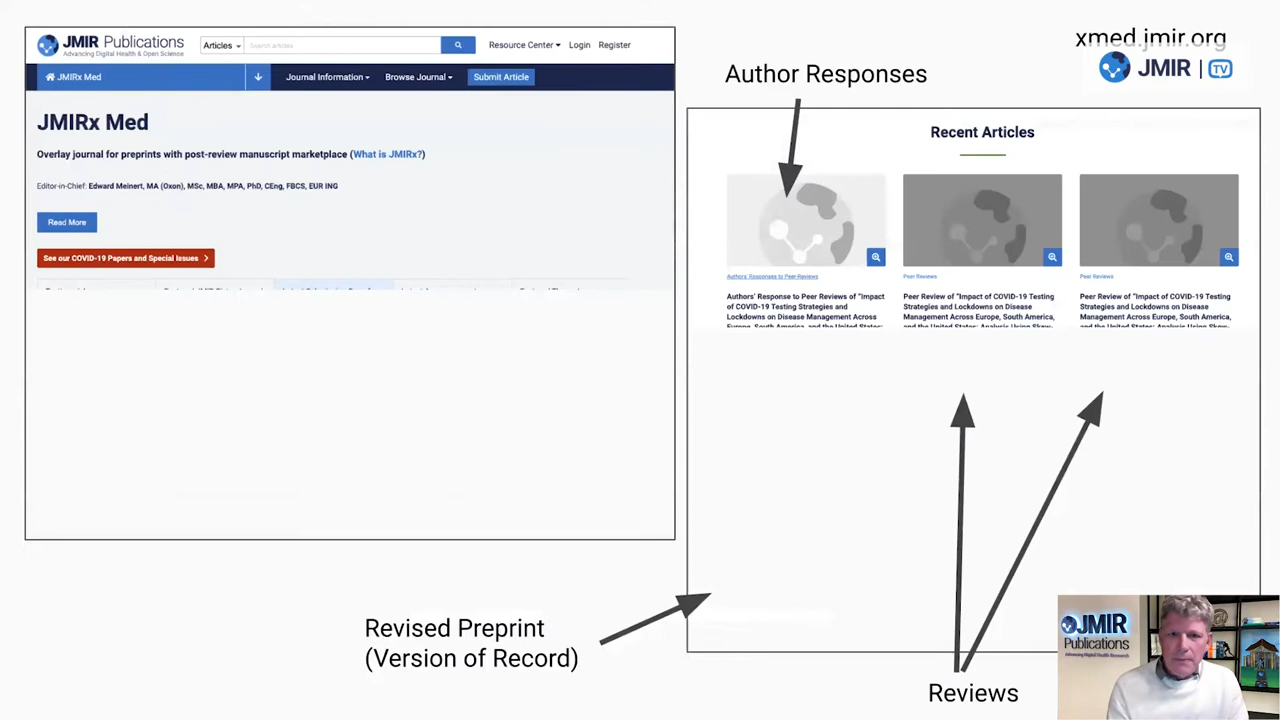 JMIR Publications
Advancing Digital Health & Open Science
Articles
Search articles
Resource Center
Login
Register
JMIRx Med
Journal Information
Browse Journal
Submit Article
JMIRx Med
Overlay journal for preprints with post-review manuscript marketplace (What is JMIRx?)
Editor-in-Chief: Edward Meinert, MA (Oxon), MSc, MBA, MPA, PhD, CEng, FBCS, EUR ING
Read More
See our COVID-19 Papers and Special Issues
xmed.jmir.org
JMIR | TV
Author Responses
Recent Articles
Authors' Responses to Peer Reviews
Authors' Response to Peer Reviews of "Impact
of COVID-19 Testing Strategies and
Lockdowns on Disease Management Across
Europe, South America, and the United States:
Peer Reviews
Peer Review of "Impact of COVID-19 Testing
Strategies and Lockdowns on Disease
Management Across Europe, South America,
and the United States: Analysis Using Skew-
Peer Reviews
Peer Review of "Impact of COVID-19 Testing
Strategies and Lockdowns on Disease
Management Across Europe, South America,
and the United States: Analysis Using Skew-
Revised Preprint
(Version of Record)
Reviews
JMIR
Publications
Advancing Digital Health Research